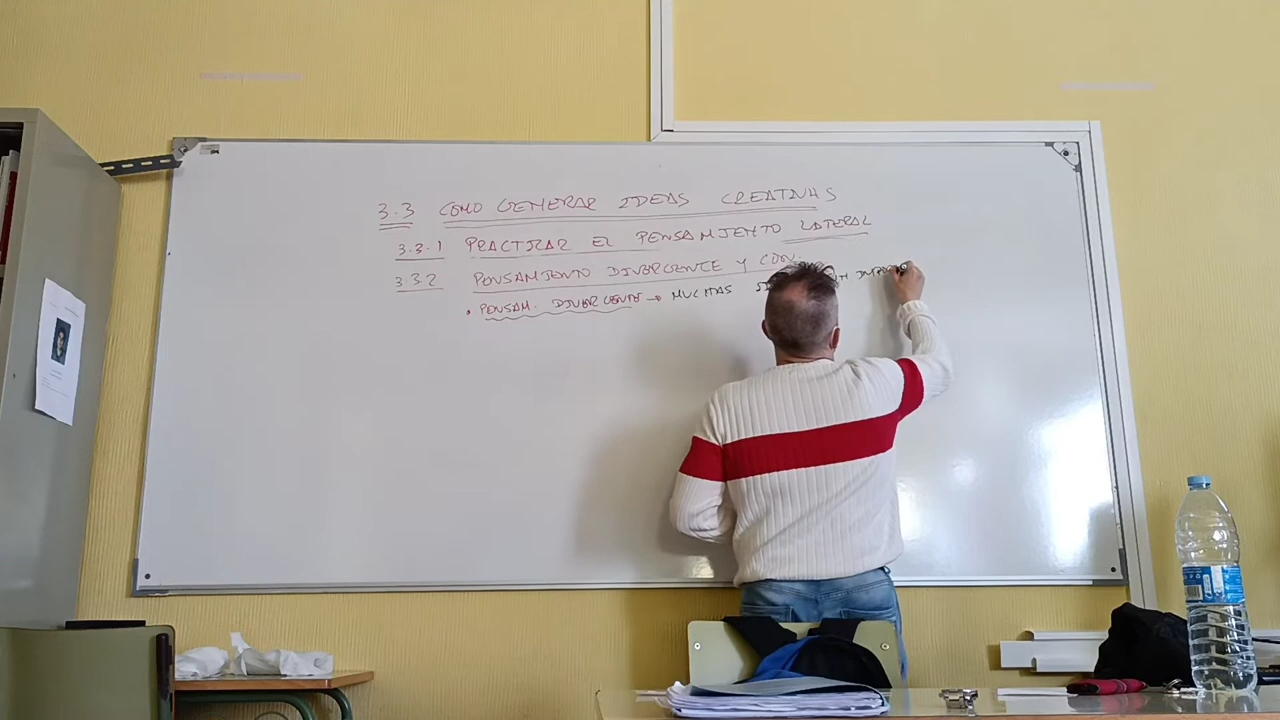 3.3 COMO GENERAR IDEAS CREATIVAS
3.3.1 PRACTICAR EL PENSAMIENTO LATERAL
3.3.2 PENSAMIENTO DIVERGENTE Y CON
• PENSAM. DIVERGENTE → MUCHAS